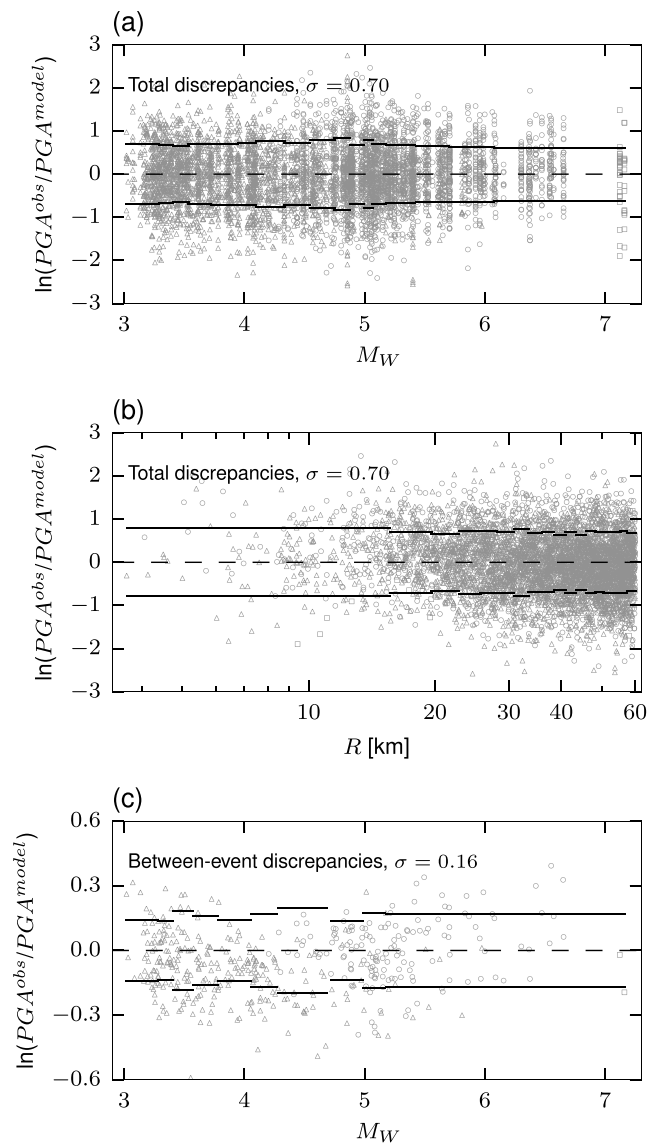 (a)
3
2
1
0
−1
−2
−3
ln(PGA^obs/PGA^model)
Total discrepancies, σ = 0.70
3 4 5 6 7
M_W
(b)
3
2
1
0
−1
−2
−3
ln(PGA^obs/PGA^model)
Total discrepancies, σ = 0.70
10 20 30 40 60
R [km]
(c)
0.6
0.3
0.0
−0.3
−0.6
ln(PGA^obs/PGA^model)
Between-event discrepancies, σ = 0.16
3 4 5 6 7
M_W